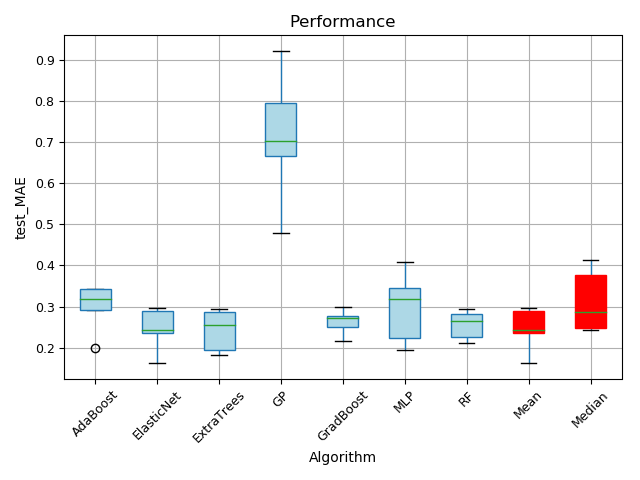 Performance
test_MAE
0.9
0.8
0.7
0.6
0.5
0.4
0.3
0.2
AdaBoost
ElasticNet
ExtraTrees
GP
GradBoost
MLP
RF
Mean
Median
Algorithm